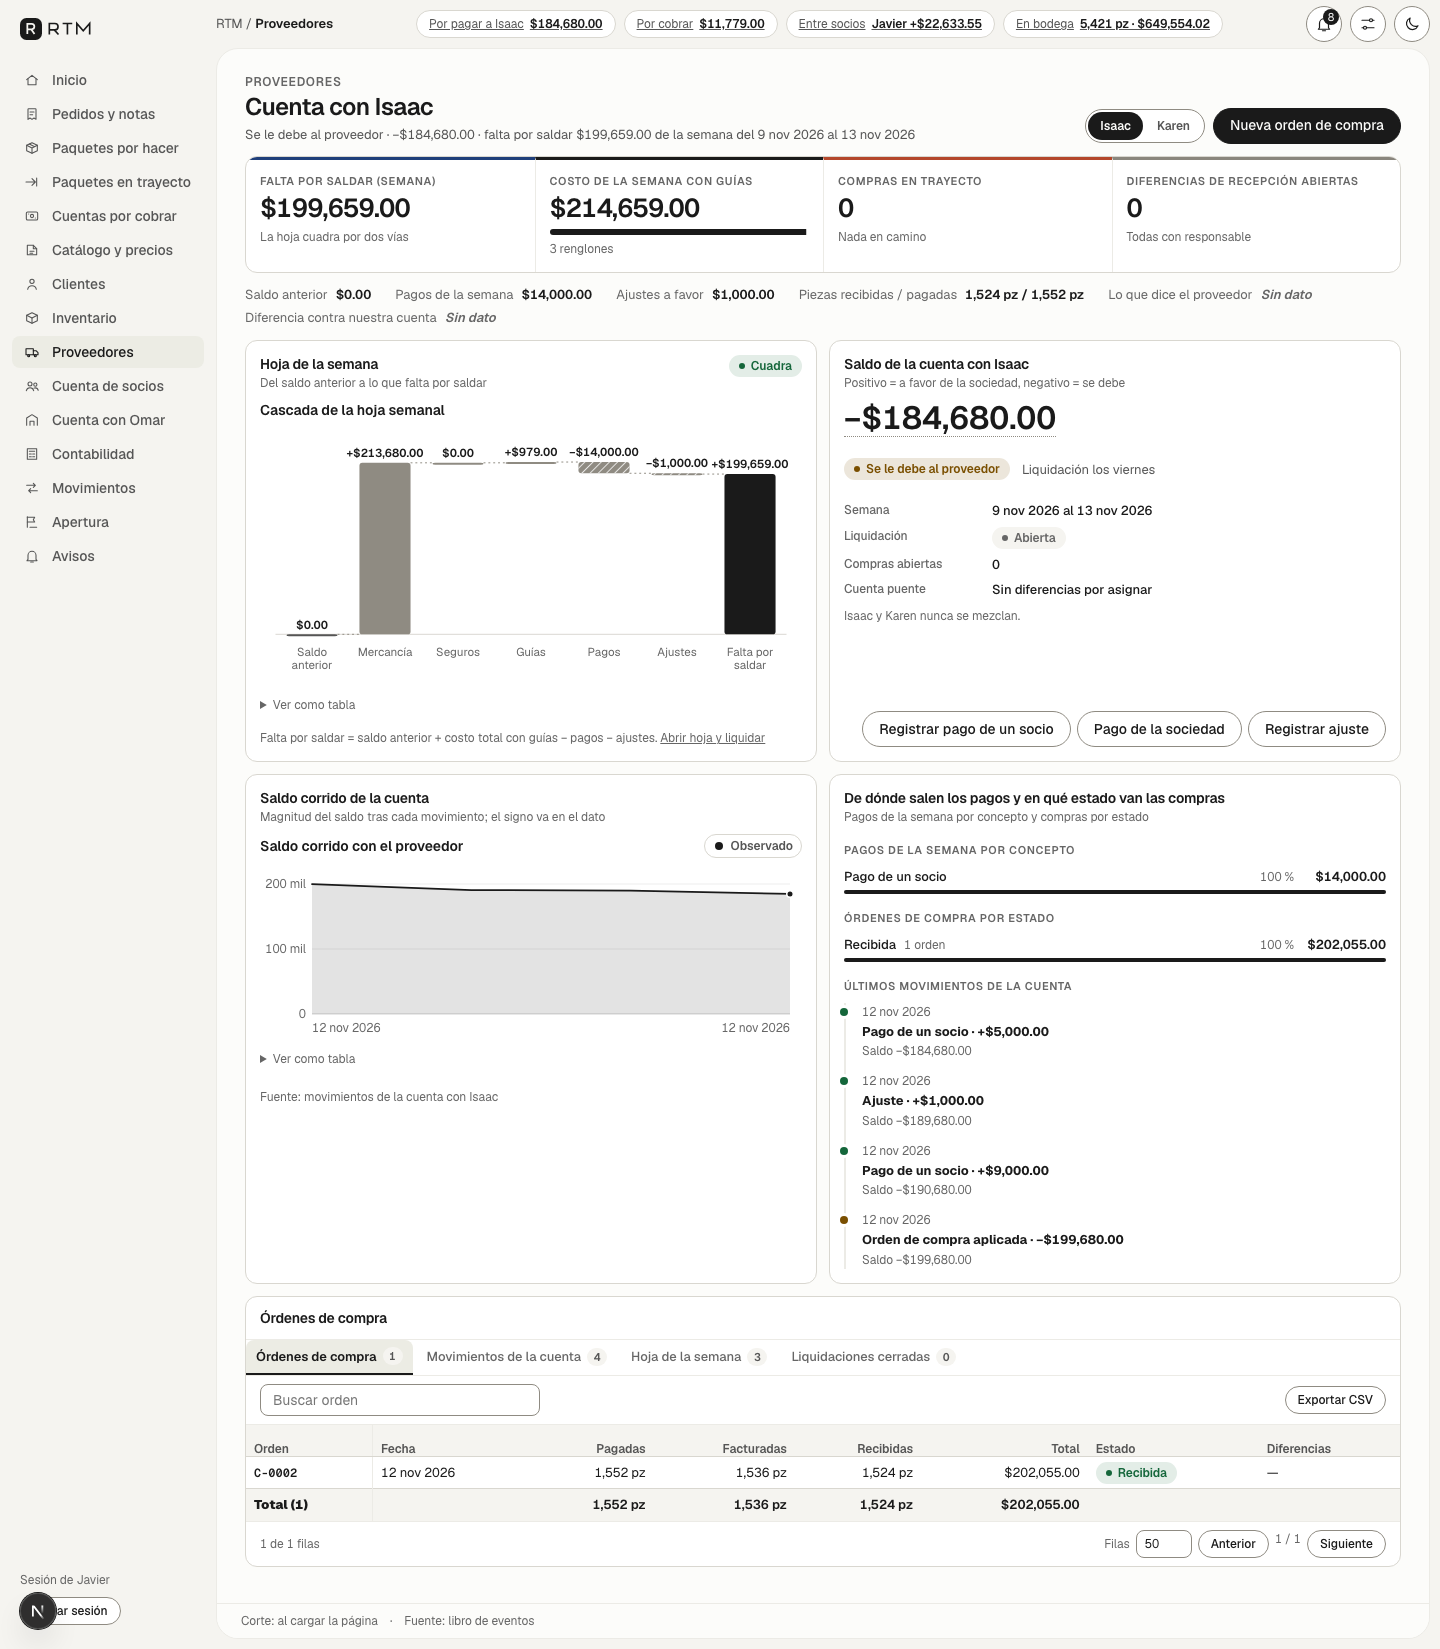 R RTM
RTM / Proveedores
Por pagar a Isaac $184,680.00
Por cobrar $11,779.00
Entre socios Javier +$22,633.55
En bodega 5,421 pz · $649,554.02
8
Inicio
Pedidos y notas
Paquetes por hacer
Paquetes en trayecto
Cuentas por cobrar
Catálogo y precios
Clientes
Inventario
Proveedores
Cuenta de socios
Cuenta con Omar
Contabilidad
Movimientos
Apertura
Avisos
PROVEEDORES
Cuenta con Isaac
Se le debe al proveedor · −$184,680.00 · falta por saldar $199,659.00 de la semana del 9 nov 2026 al 13 nov 2026
Isaac Karen
Nueva orden de compra
FALTA POR SALDAR (SEMANA)
$199,659.00
La hoja cuadra por dos vías
COSTO DE LA SEMANA CON GUÍAS
$214,659.00
3 renglones
COMPRAS EN TRAYECTO
0
Nada en camino
DIFERENCIAS DE RECEPCIÓN ABIERTAS
0
Todas con responsable
Saldo anterior $0.00 Pagos de la semana $14,000.00 Ajustes a favor $1,000.00 Piezas recibidas / pagadas 1,524 pz / 1,552 pz Lo que dice el proveedor Sin dato
Diferencia contra nuestra cuenta Sin dato
Hoja de la semana
Cuadra
Del saldo anterior a lo que falta por saldar
Cascada de la hoja semanal
+$213,680.00 $0.00 +$979.00 −$14,000.00 −$1,000.00 +$199,659.00
$0.00
Saldo anterior
Mercancía
Seguros
Guías
Pagos
Ajustes
Falta por saldar
Ver como tabla
Falta por saldar = saldo anterior + costo total con guías − pagos − ajustes. Abrir hoja y liquidar
Saldo de la cuenta con Isaac
Positivo = a favor de la sociedad, negativo = se debe
−$184,680.00
Se le debe al proveedor Liquidación los viernes
Semana 9 nov 2026 al 13 nov 2026
Liquidación Abierta
Compras abiertas 0
Cuenta puente Sin diferencias por asignar
Isaac y Karen nunca se mezclan.
Registrar pago de un socio Pago de la sociedad Registrar ajuste
Saldo corrido de la cuenta
Magnitud del saldo tras cada movimiento; el signo va en el dato
Saldo corrido con el proveedor
Observado
200 mil
100 mil
0
12 nov 2026 12 nov 2026
Ver como tabla
Fuente: movimientos de la cuenta con Isaac
De dónde salen los pagos y en qué estado van las compras
Pagos de la semana por concepto y compras por estado
PAGOS DE LA SEMANA POR CONCEPTO
Pago de un socio 100 % $14,000.00
ÓRDENES DE COMPRA POR ESTADO
Recibida 1 orden 100 % $202,055.00
ÚLTIMOS MOVIMIENTOS DE LA CUENTA
12 nov 2026
Pago de un socio · +$5,000.00
Saldo −$184,680.00
12 nov 2026
Ajuste · +$1,000.00
Saldo −$189,680.00
12 nov 2026
Pago de un socio · +$9,000.00
Saldo −$190,680.00
12 nov 2026
Orden de compra aplicada · −$199,680.00
Saldo −$199,680.00
Órdenes de compra
Órdenes de compra 1 Movimientos de la cuenta 4 Hoja de la semana 3 Liquidaciones cerradas 0
Buscar orden
Exportar CSV
Orden Fecha Pagadas Facturadas Recibidas Total Estado Diferencias
C-0002 12 nov 2026 1,552 pz 1,536 pz 1,524 pz $202,055.00 Recibida —
Total (1) 1,552 pz 1,536 pz 1,524 pz $202,055.00
1 de 1 filas
Filas 50 Anterior 1 / 1 Siguiente
Sesión de Javier
N ar sesión
Corte: al cargar la página · Fuente: libro de eventos